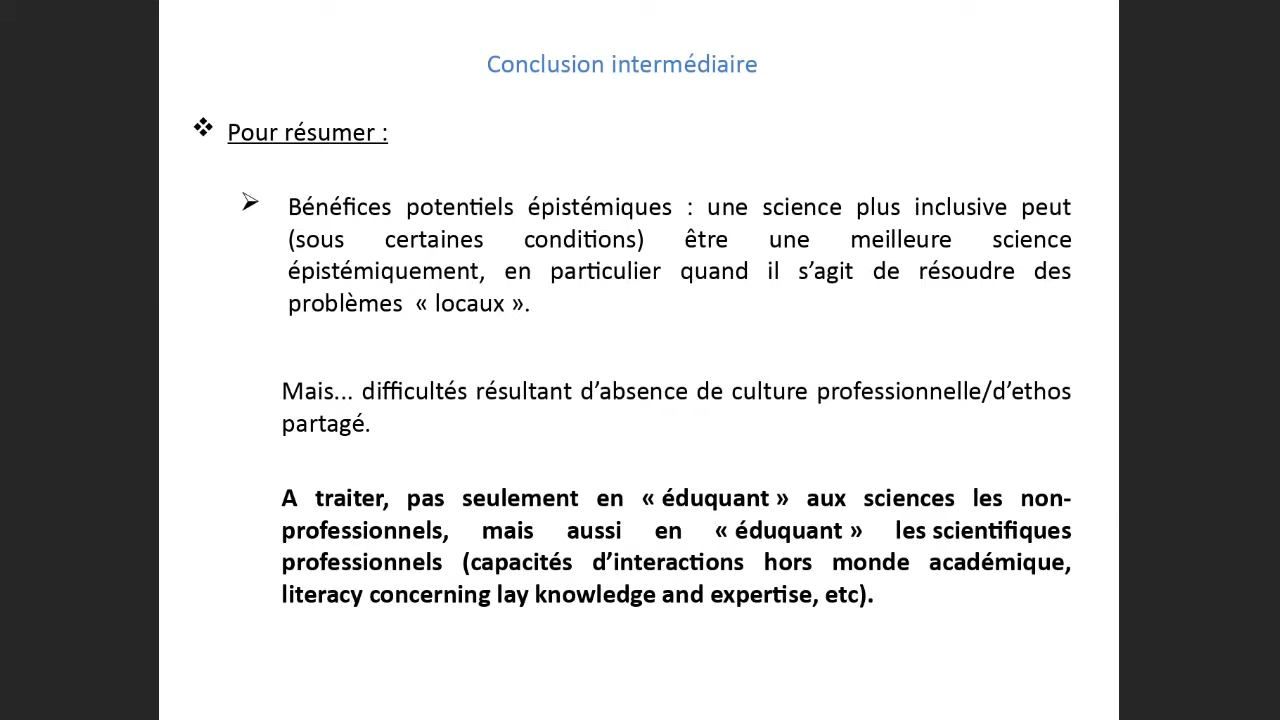 Conclusion intermédiaire
❖ Pour résumer :
➢ Bénéfices potentiels épistémiques : une science plus inclusive peut
(sous certaines conditions) être une meilleure science
épistémiquement, en particulier quand il s’agit de résoudre des
problèmes « locaux ».
Mais... difficultés résultant d’absence de culture professionnelle/d’ethos
partagé.
A traiter, pas seulement en « éduquant » aux sciences les non-
professionnels, mais aussi en « éduquant » les scientifiques
professionnels (capacités d’interactions hors monde académique,
literacy concerning lay knowledge and expertise, etc).